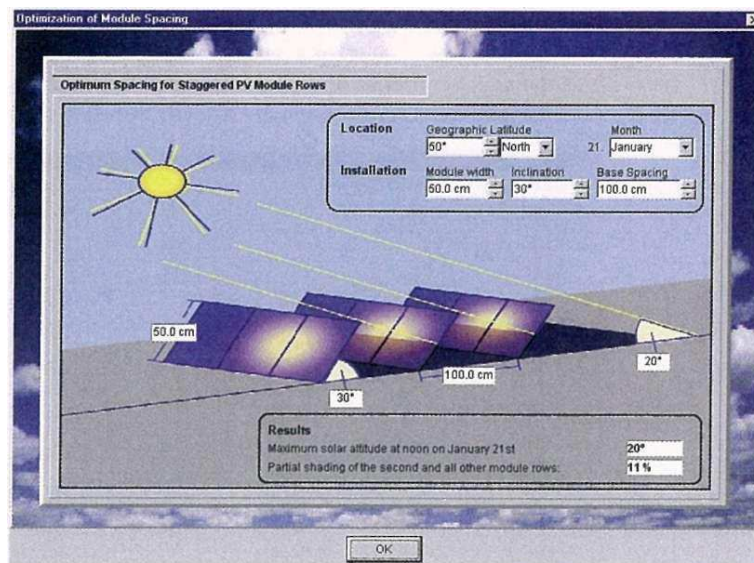 Optimization of Module Spacing
Optimum Spacing for Staggered PV Module Rows
Location
Geographic Latitude
Month
50°
North
21.
January
Installation
Module width
Inclination
Base Spacing
50.0 cm
30°
100.0 cm
50.0 cm
30°
100.0 cm
20°
Results
Maximum solar altitude at noon on January 21st
20°
Partial shading of the second and all other module rows:
11 %
OK